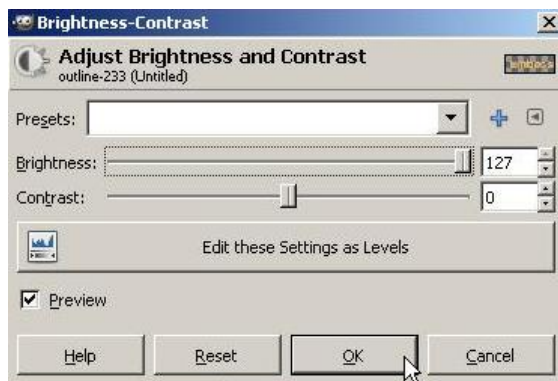 Brightness-Contrast
Adjust Brightness and Contrast
outline-233 (Untitled)
Presets:
Brightness: 127
Contrast: 0
Edit these Settings as Levels
Preview
Help Reset OK Cancel